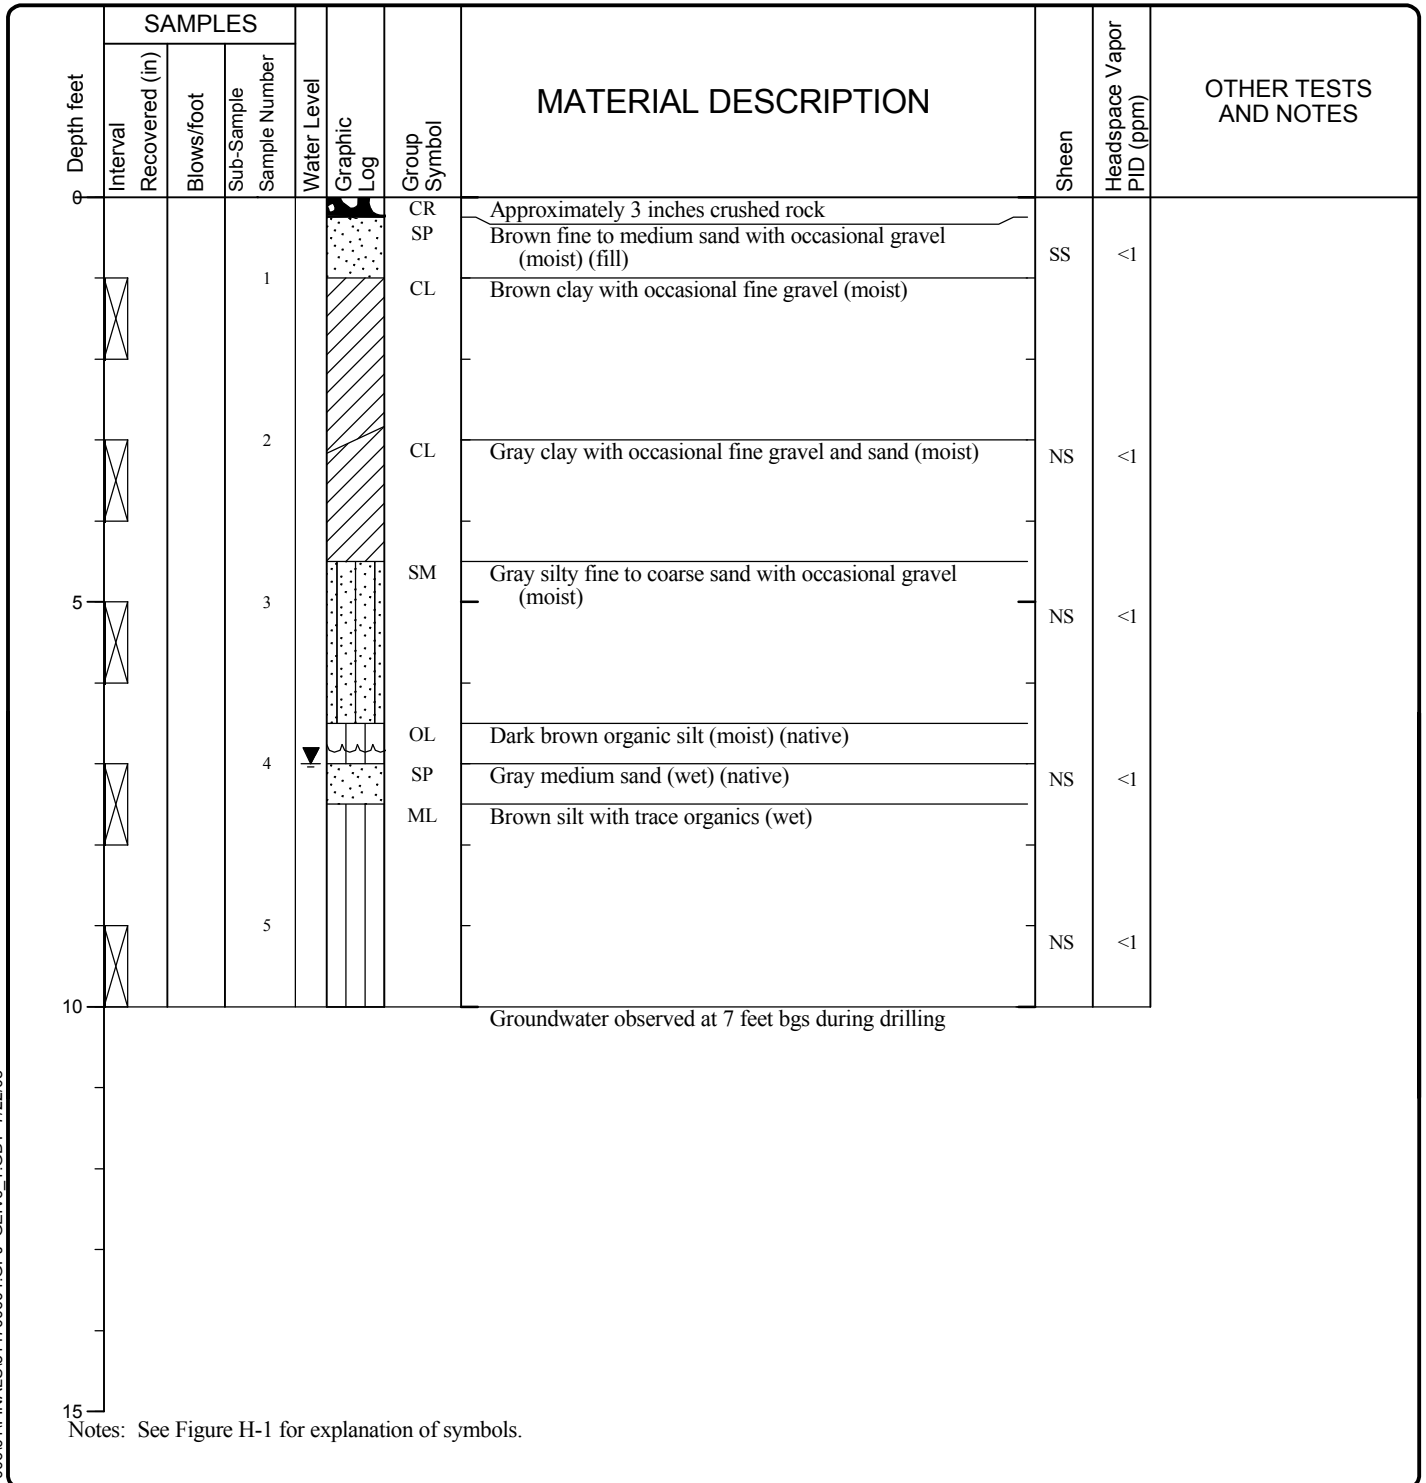 SAMPLES
Depth feet
Interval
Recovered (in)
Blows/foot
Sub-Sample
Sample Number
Water Level
Graphic
Log
Group
Symbol
MATERIAL DESCRIPTION
Sheen
Headspace Vapor
PID (ppm)
OTHER TESTS
AND NOTES
0
CR Approximately 3 inches crushed rock
SP Brown fine to medium sand with occasional gravel
(moist) (fill)
SS <1
1
CL Brown clay with occasional fine gravel (moist)
2
CL Gray clay with occasional fine gravel and sand (moist) NS <1
SM Gray silty fine to coarse sand with occasional gravel
(moist)
5 3
NS <1
OL Dark brown organic silt (moist) (native)
4
SP Gray medium sand (wet) (native) NS <1
ML Brown silt with trace organics (wet)
5
NS <1
10
Groundwater observed at 7 feet bgs during drilling
15
Notes: See Figure H-1 for explanation of symbols.